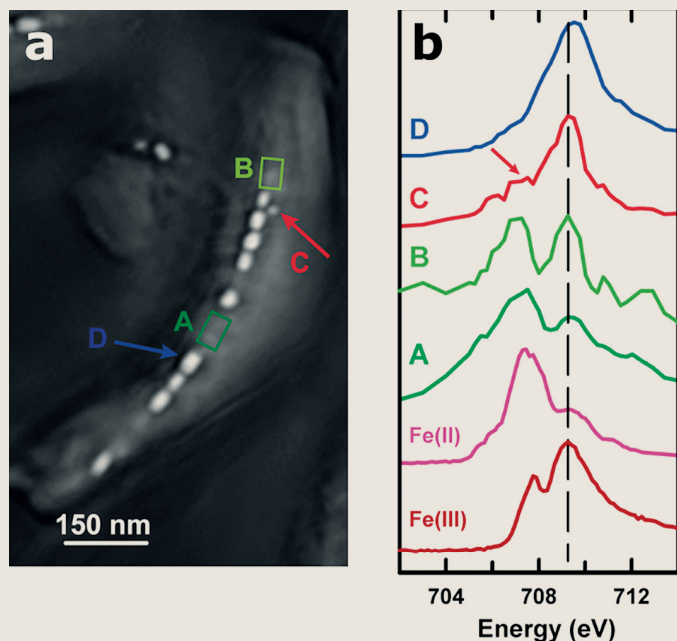 a
B
C
A
D
150 nm
b
D
C
B
A
Fe(II)
Fe(III)
704 708 712
Energy (eV)